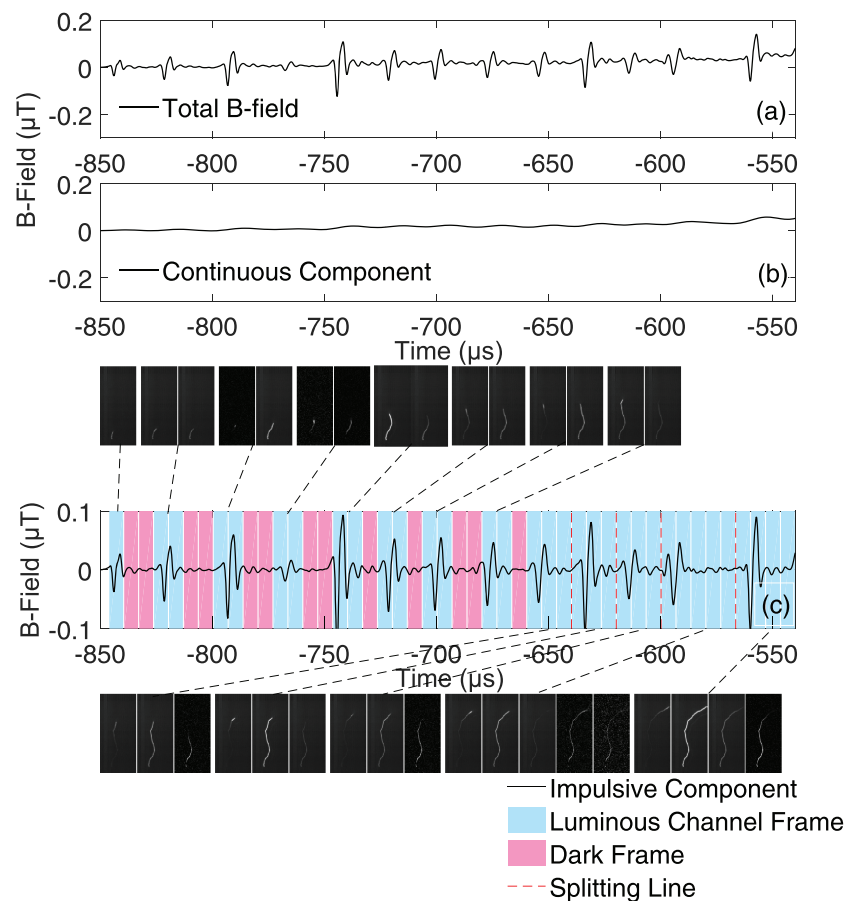 0.2
0
-0.2
Total B-field
(a)
-850 -800 -750 -700 -650 -600 -550
B-Field (μT)
0.2
0
-0.2
Continuous Component
(b)
-850 -800 -750 -700 -650 -600 -550
Time (μs)
0.1
0
-0.1
B-Field (μT)
(c)
-850 -800 -750 -700 -650 -600 -550
Time (μs)
Impulsive Component
Luminous Channel Frame
Dark Frame
Splitting Line